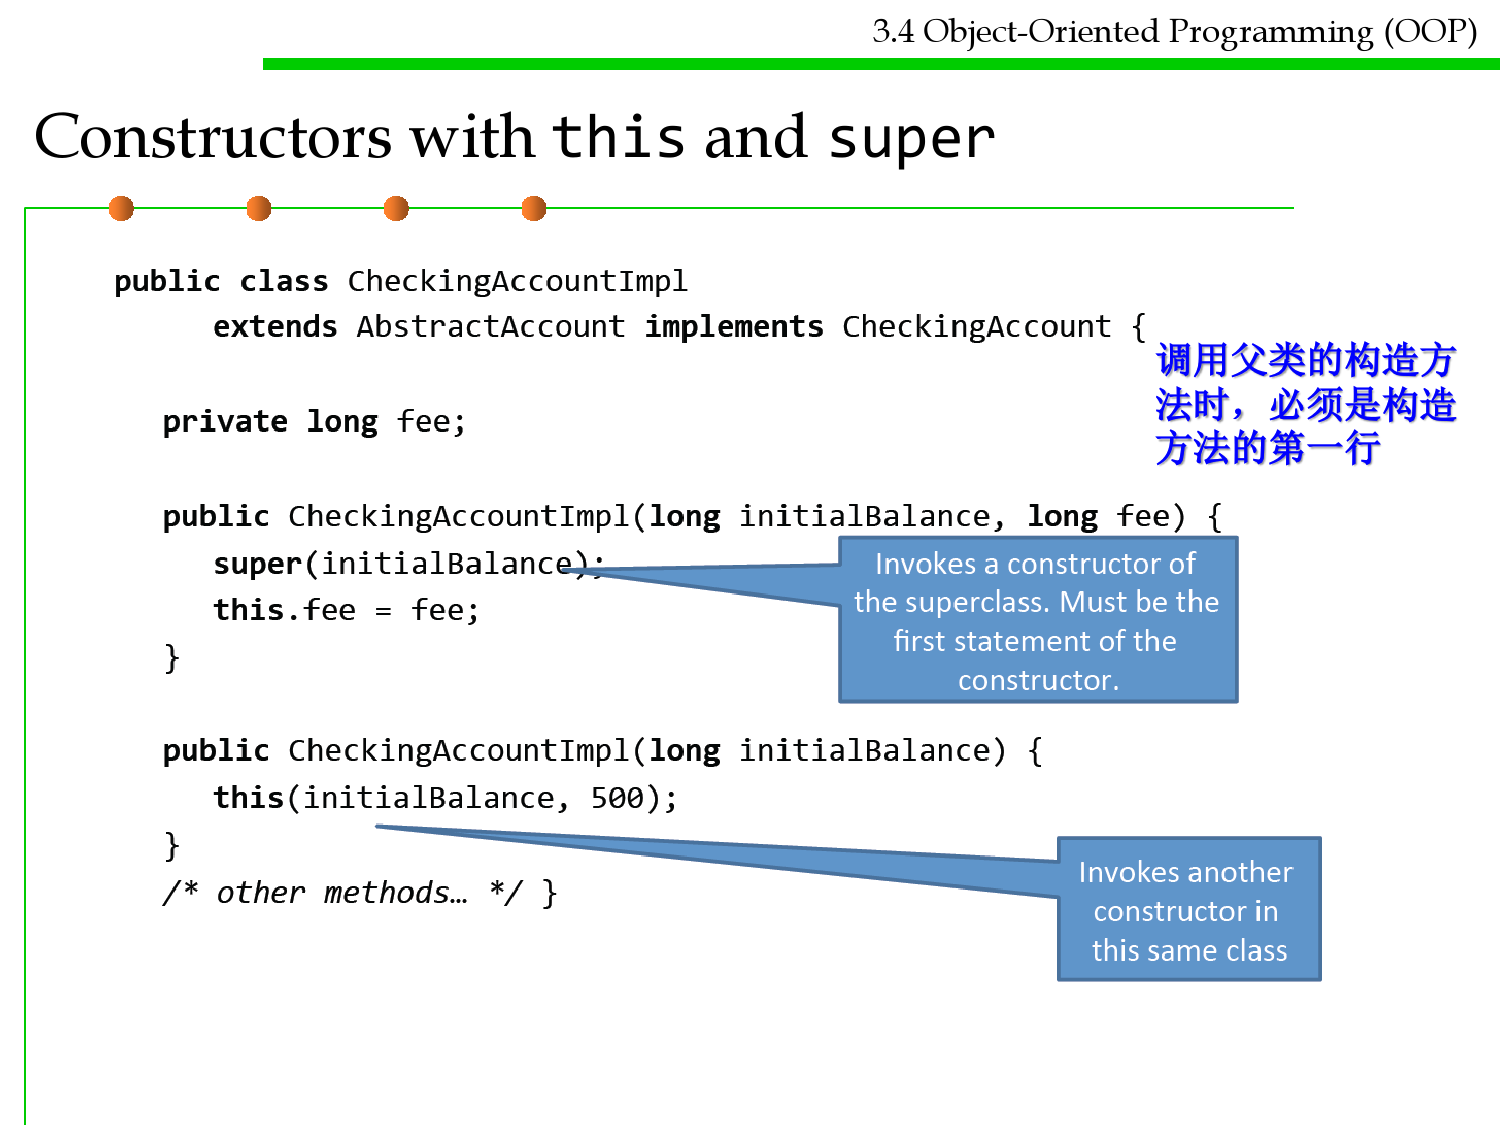 3.4 Object-Oriented Programming (OOP)
Constructors with this and super
public class CheckingAccountImpl
extends AbstractAccount implements CheckingAccount {
调用父类的构造方
法时，必须是构造
方法的第一行
private long fee;
public CheckingAccountImpl(long initialBalance, long fee) {
super(initialBalance);
this.fee = fee;
}
Invokes a constructor of
the superclass. Must be the
first statement of the
constructor.
public CheckingAccountImpl(long initialBalance) {
this(initialBalance, 500);
}
/* other methods… */ }
Invokes another
constructor in
this same class